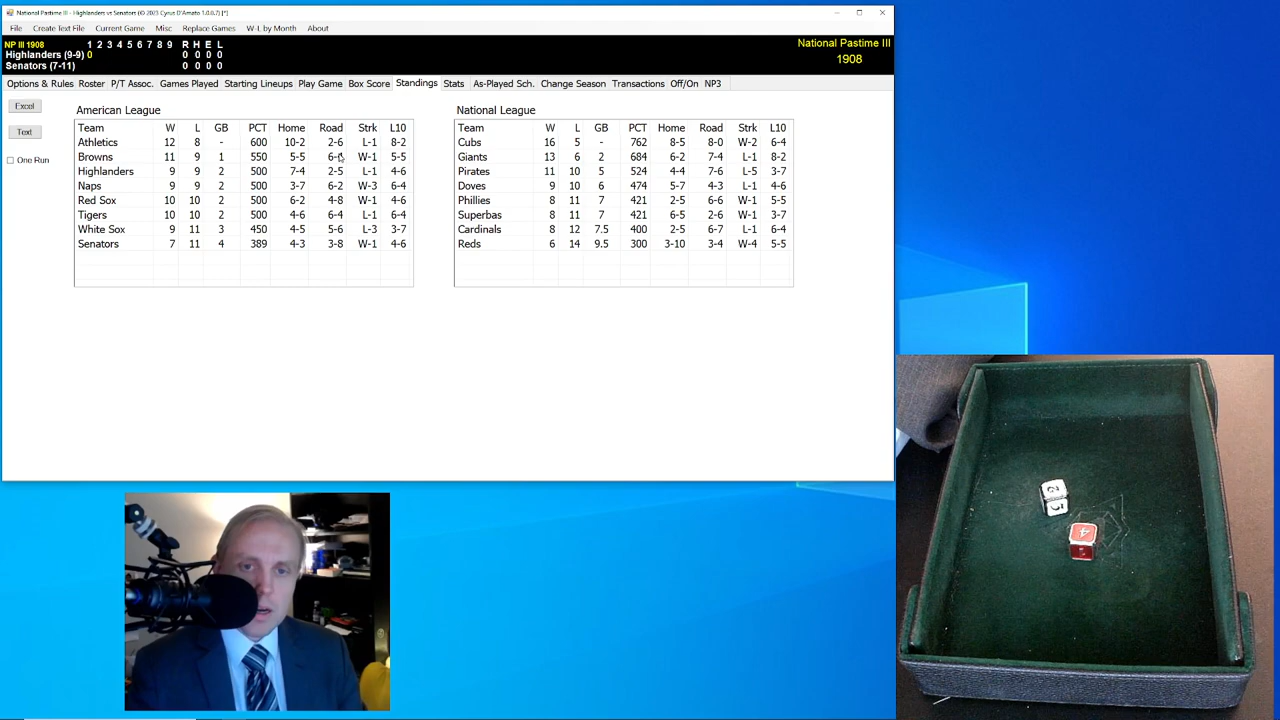 National Pastime III - Highlanders vs Senators (© 2023 Cyrus D'Amato 1.0.0.7) [*]
File Create Text File Current Game Misc Replace Games W-L by Month About
NP III 1908 1 2 3 4 5 6 7 8 9 R H E L
Highlanders (9-9) 0 0 0 0 0
Senators (7-11) 0 0 0 0
National Pastime III
1908
Options & Rules Roster P/T Assoc. Games Played Starting Lineups Play Game Box Score Standings Stats As-Played Sch. Change Season Transactions Off/On NP3
Excel
Text
One Run
American League
Team W L GB PCT Home Road Strk L10
Athletics 12 8 - 600 10-2 2-6 L-1 8-2
Browns 11 9 1 550 5-5 W-1 5-5
Highlanders 9 9 2 500 7-4 2-5 L-1 4-6
Naps 9 9 2 500 3-7 6-2 W-3 6-4
Red Sox 10 10 2 500 6-2 4-8 W-1 4-6
Tigers 10 10 2 500 4-6 6-4 L-1 6-4
White Sox 9 11 3 450 4-5 5-6 L-3 3-7
Senators 7 11 4 389 4-3 3-8 W-1 4-6
National League
Team W L GB PCT Home Road Strk L10
Cubs 16 5 - 762 8-5 8-0 W-2 6-4
Giants 13 6 2 684 6-2 7-4 L-1 8-2
Pirates 11 10 5 524 4-4 7-6 L-5 3-7
Doves 9 10 6 474 5-7 4-3 L-1 4-6
Phillies 8 11 7 421 2-5 6-6 W-1 5-5
Superbas 8 11 7 421 6-5 2-6 W-1 3-7
Cardinals 8 12 7.5 400 2-5 6-7 L-1 6-4
Reds 6 14 9.5 300 3-10 3-4 W-4 5-5
2
4